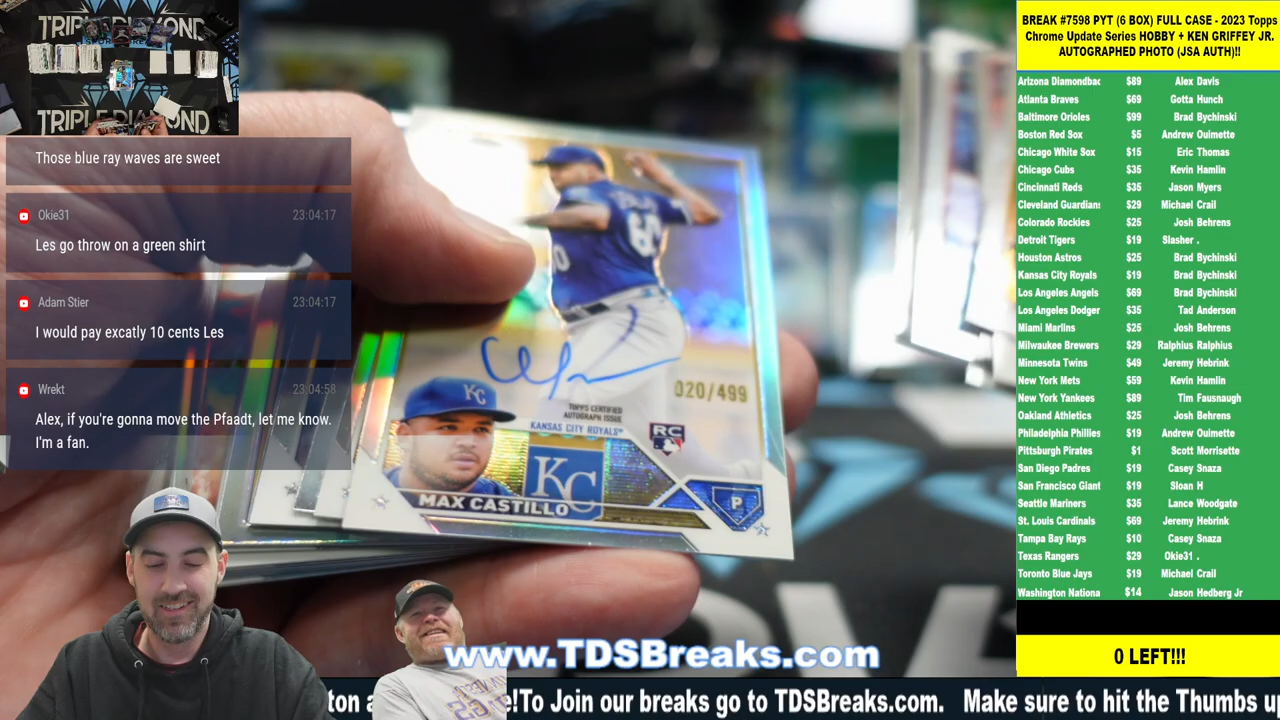 TRIPLE DIAMOND
TRIPLE DIAMOND
Those blue ray waves are sweet
Okie31 23:04:17
Les go throw on a green shirt
Adam Stier 23:04:17
I would pay excatly 10 cents Les
Wrekt 23:04:58
Alex, if you're gonna move the Pfaadt, let me know.
I'm a fan.
020/499
TOPPS CERTIFIED
AUTOGRAPH ISSUE
KANSAS CITY ROYALS
RC
KC
KC
MAX CASTILLO
P
www.TDSBreaks.com
ton a e!To Join our breaks go to TDSBreaks.com. Make sure to hit the Thumbs u
BREAK #7598 PYT (6 BOX) FULL CASE - 2023 Topps
Chrome Update Series HOBBY + KEN GRIFFEY JR.
AUTOGRAPHED PHOTO (JSA AUTH)!!
Arizona Diamondbac $89 Alex Davis
Atlanta Braves $69 Gotta Hunch
Baltimore Orioles $99 Brad Bychinski
Boston Red Sox $5 Andrew Ouimette
Chicago White Sox $15 Eric Thomas
Chicago Cubs $35 Kevin Hamlin
Cincinnati Reds $35 Jason Myers
Cleveland Guardians $29 Michael Crail
Colorado Rockies $25 Josh Behrens
Detroit Tigers $19 Slasher .
Houston Astros $25 Brad Bychinski
Kansas City Royals $19 Brad Bychinski
Los Angeles Angels $69 Brad Bychinski
Los Angeles Dodger $35 Tad Anderson
Miami Marlins $25 Josh Behrens
Milwaukee Brewers $29 Ralphius Ralphius
Minnesota Twins $49 Jeremy Hebrink
New York Mets $59 Kevin Hamlin
New York Yankees $89 Tim Fausnaugh
Oakland Athletics $25 Josh Behrens
Philadelphia Phillies $19 Andrew Ouimette
Pittsburgh Pirates $1 Scott Morrisette
San Diego Padres $19 Casey Snaza
San Francisco Giant $19 Sloan H
Seattle Mariners $35 Lance Woodgate
St. Louis Cardinals $69 Jeremy Hebrink
Tampa Bay Rays $10 Casey Snaza
Texas Rangers $29 Okie31 .
Toronto Blue Jays $19 Michael Crail
Washington Nationa $14 Jason Hedberg Jr
0 LEFT!!!